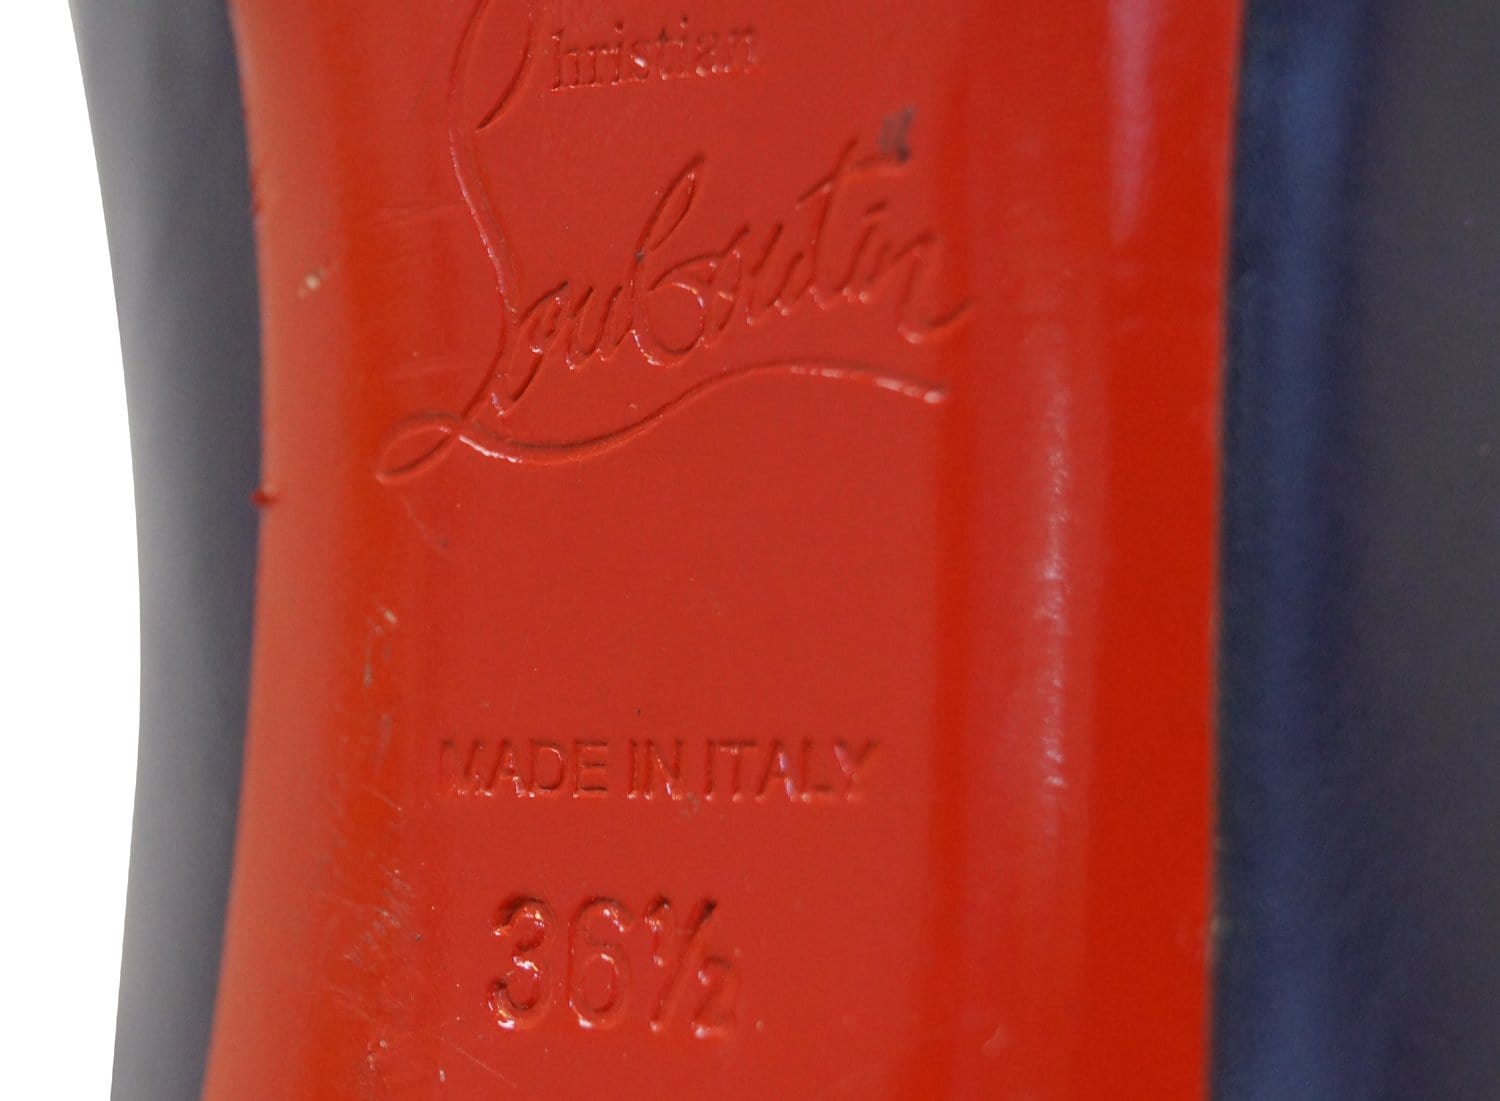 Christian
Louboutin
MADE IN ITALY
36½